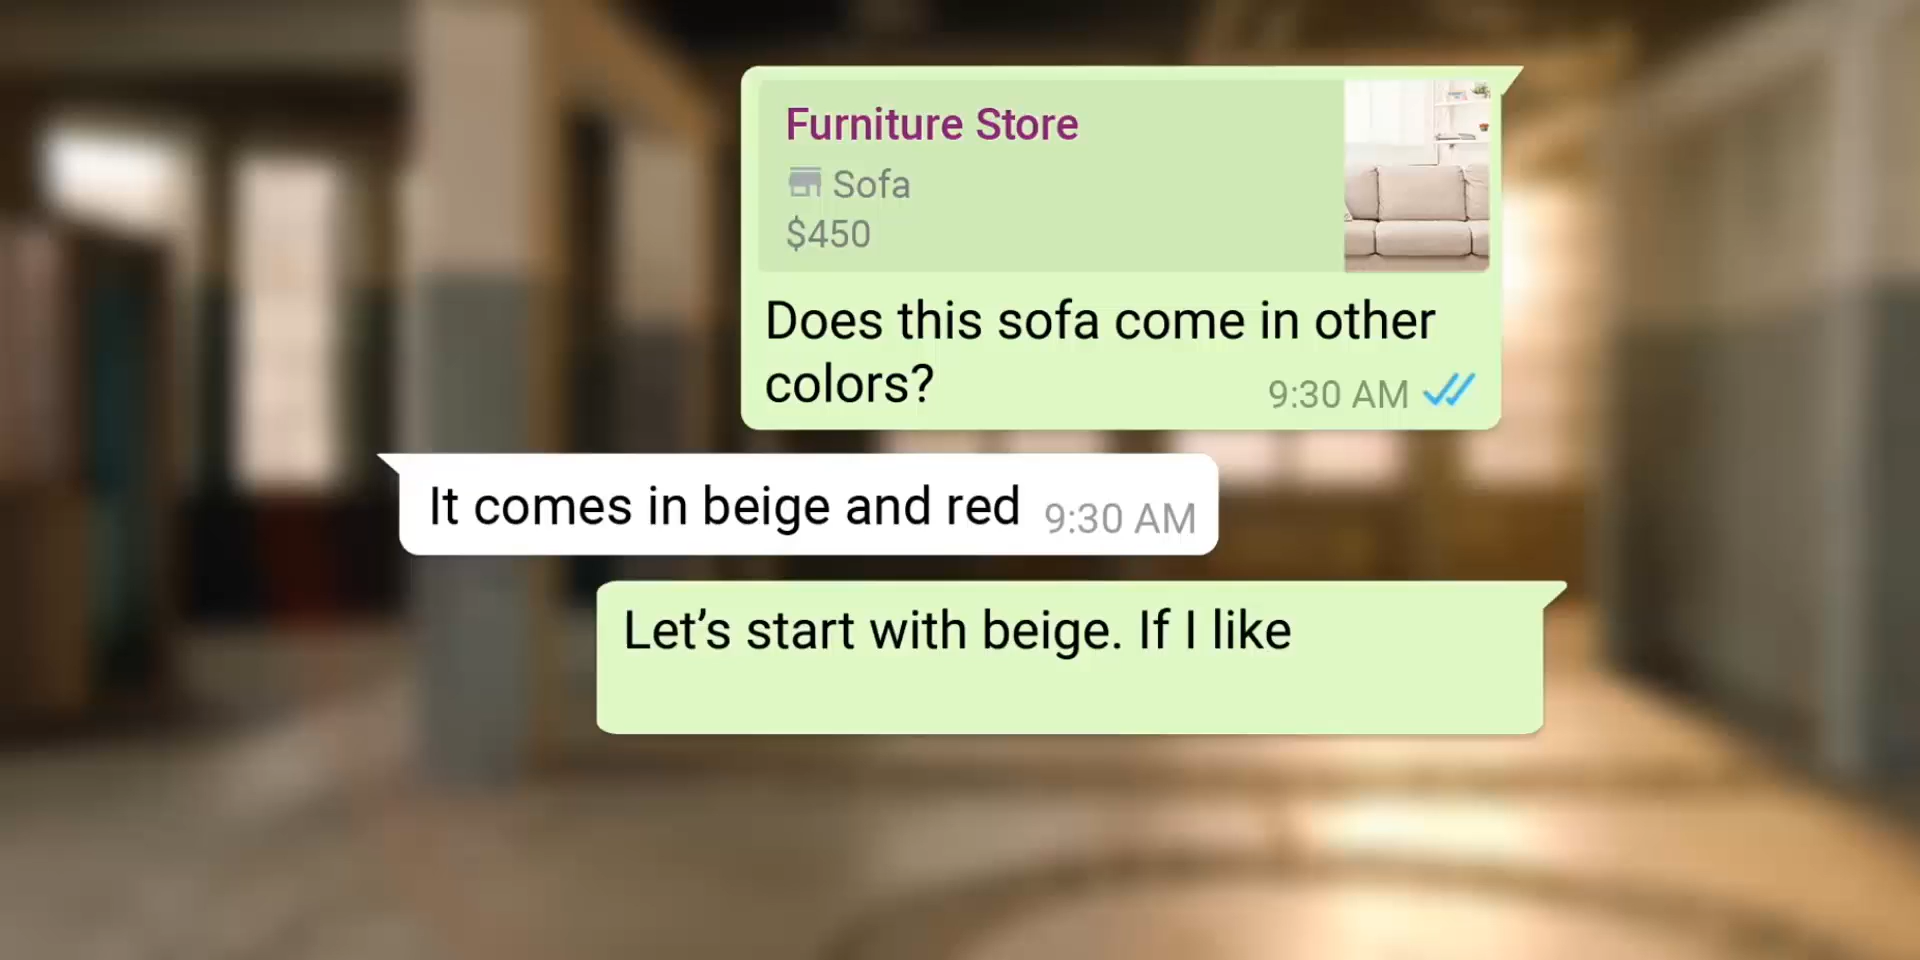 Furniture Store
Sofa
$450
Does this sofa come in other
colors?
9:30 AM
It comes in beige and red 9:30 AM
Let’s start with beige. If I like